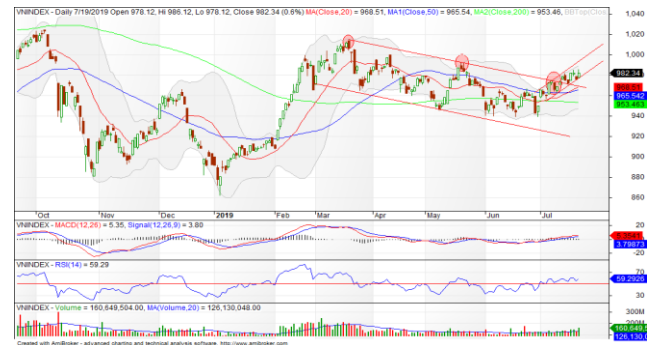 VNINDEX - Daily 7/19/2019 Open 978.12, Hi 986.12, Lo 978.12, Close 982.34 (0.6%) MA(Close,20) = 968.51, MA1(Close,50) = 965.54, MA2(Close,200) = 953.46,
1,040
1,020
1,000
982.34
968.51
965.542
953.463
940
920
900
880
860
Oct Nov Dec 2019 Feb Mar Apr May Jun Jul
VNINDEX - MACD(12,26) = 5.35, Signal(12,26,9) = 3.80
3.79873
-20
VNINDEX - RSI(14) = 59.29
70
59.2926
30
VNINDEX - Volume = 160,649,504.00, MA(Volume,20) = 126,130,048.00
300M
160,649,5
126,130,0
Created with AmiBroker - advanced charting and technical analysis software. http://www.amibroker.com